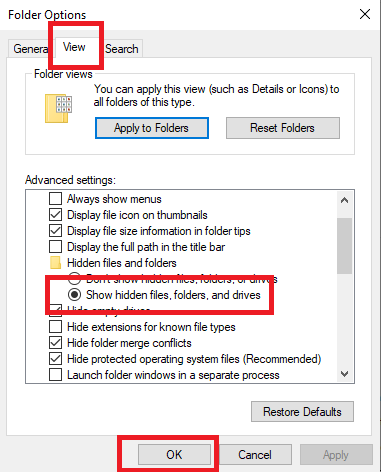 Folder Options
General View Search
Folder views
You can apply this view (such as Details or Icons) to
all folders of this type.
Apply to Folders Reset Folders
Advanced settings:
Always show menus
Display file icon on thumbnails
Display file size information in folder tips
Display the full path in the title bar
Hidden files and folders
Don't show hidden files, folders, or drives
Show hidden files, folders, and drives
Hide empty drives
Hide extensions for known file types
Hide folder merge conflicts
Hide protected operating system files (Recommended)
Launch folder windows in a separate process
Restore Defaults
OK Cancel Apply